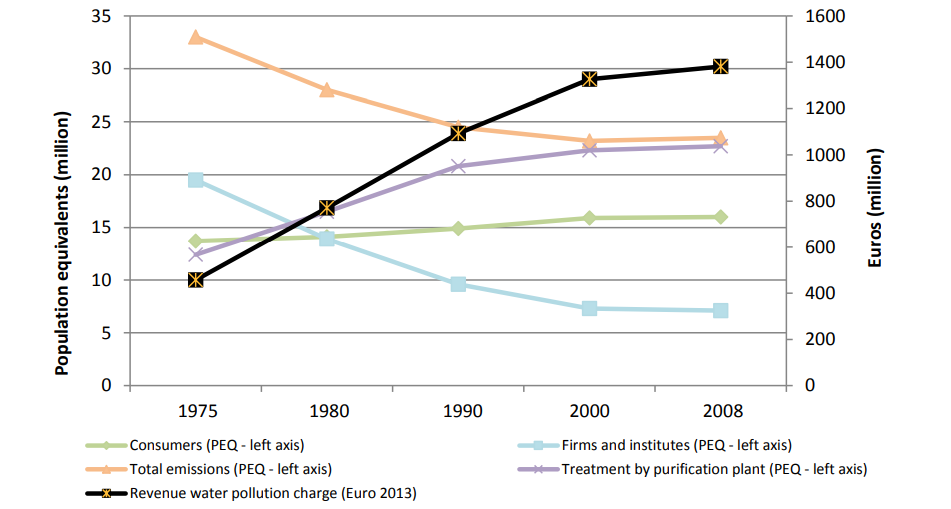 35
30
25
20
15
10
5
0
Population equivalents (million)
1600
1400
1200
1000
800
600
400
200
0
Euros (million)
1975 1980 1990 2000 2008
Consumers (PEQ - left axis) Firms and institutes (PEQ - left axis)
Total emissions (PEQ - left axis) Treatment by purification plant (PEQ - left axis)
Revenue water pollution charge (Euro 2013)